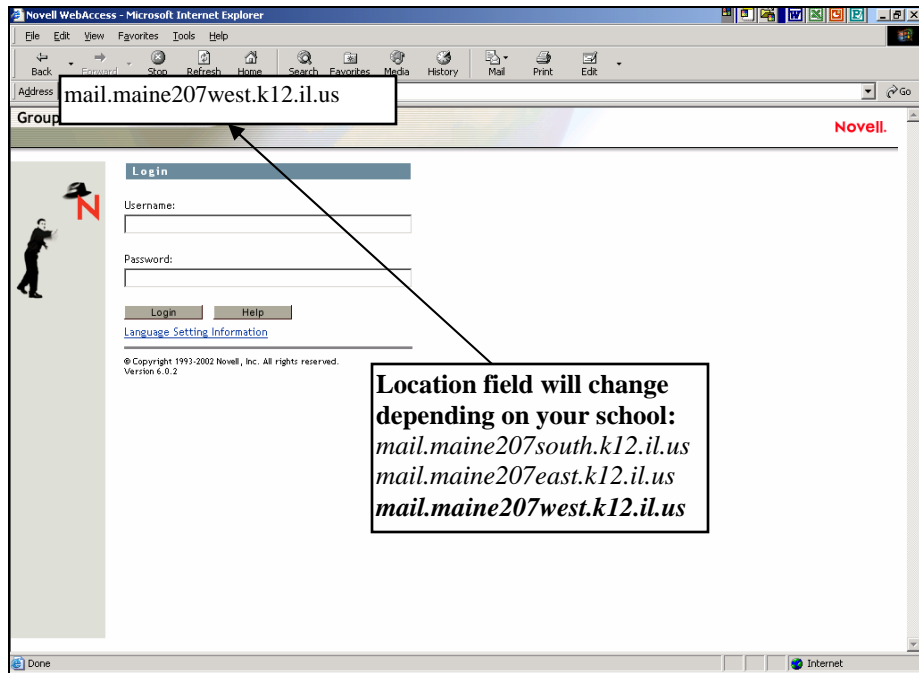 Novell WebAccess - Microsoft Internet Explorer
File Edit View Favorites Tools Help
Back Forward Stop Refresh Home Search Favorites Media History Mail Print Edit
Address mail.maine207west.k12.il.us Go
Group
Novell.
N
Login
Username:
Password:
Login Help
Language Setting Information
© Copyright 1993-2002 Novell, Inc. All rights reserved.
Version 6.0.2
Location field will change
depending on your school:
mail.maine207south.k12.il.us
mail.maine207east.k12.il.us
mail.maine207west.k12.il.us
Done Internet